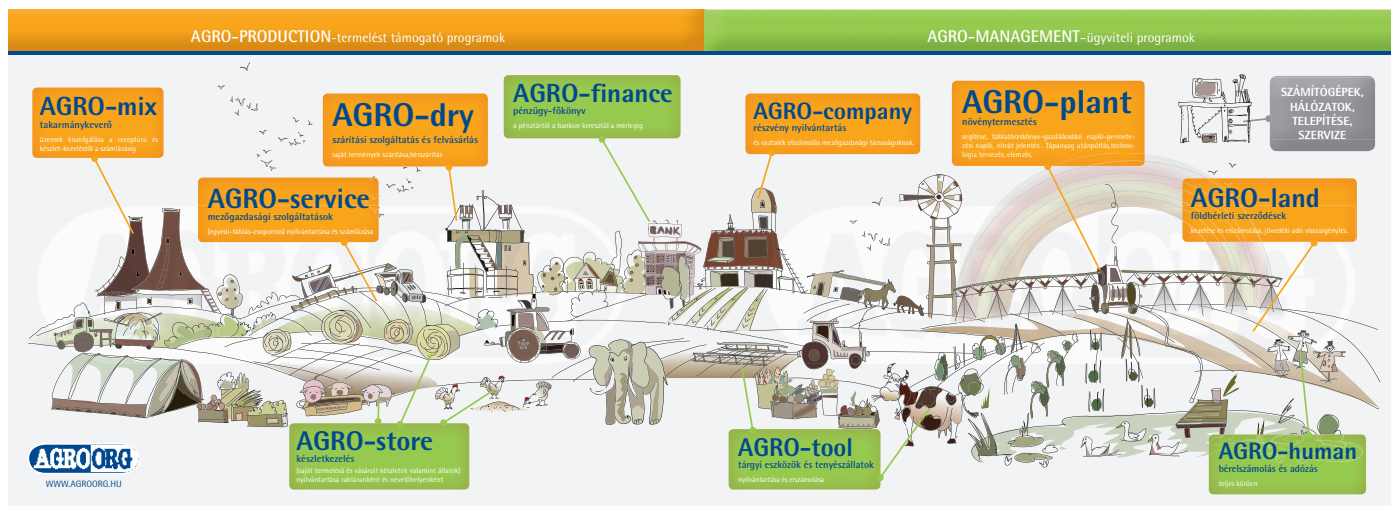 AGRO-PRODUCTION-termelést támogató programok
AGRO-MANAGEMENT-ügyviteli programok
AGRO-mix
takarmánykeverő
üzemek kiszolgálása a receptúra és
készlet-kezeléstől a számlázásig
AGRO-dry
szárítási szolgáltatás és felvásárlás
saját termények szárítása,bérszárítás
AGRO-finance
pénzügy-főkönyv
a pénztártól a bankon keresztül a mérlegig
AGRO-company
részvény nyilvántartás
és osztalék elszámolás mezőgazdasági társaságoknak.
AGRO-plant
növénytermesztés
segítése, táblatörzskönyv-gazdálkodási napló-permete-
zési napló, nitrát jelentés . Tápanyag utánpótlás,techno-
lógia tervezés, elemzés.
SZÁMÍTÓGÉPEK,
HÁLÓZATOK,
TELEPÍTÉSE,
SZERVIZE
AGRO-service
mezőgazdasági szolgáltatások
(egyedi-táblás-csoportos) nyilvántartása és számlázása
AGRO-land
földbérleti szerződések
kezelése és elszámolása, jövedéki adó visszaigénylés.
BANK
AGROORG
AGRO-store
készletkezelés
(saját termelésű és vásárolt készletek valamint állatok)
nyilvántartása raktáranként és nevelőhelyenként
AGRO-tool
tárgyi eszközök és tenyészállatok
nyilvántartása és elszámolása
AGRO-human
bérelszámolás és adózás
teljes körűen
AGROORG
WWW.AGROORG.HU